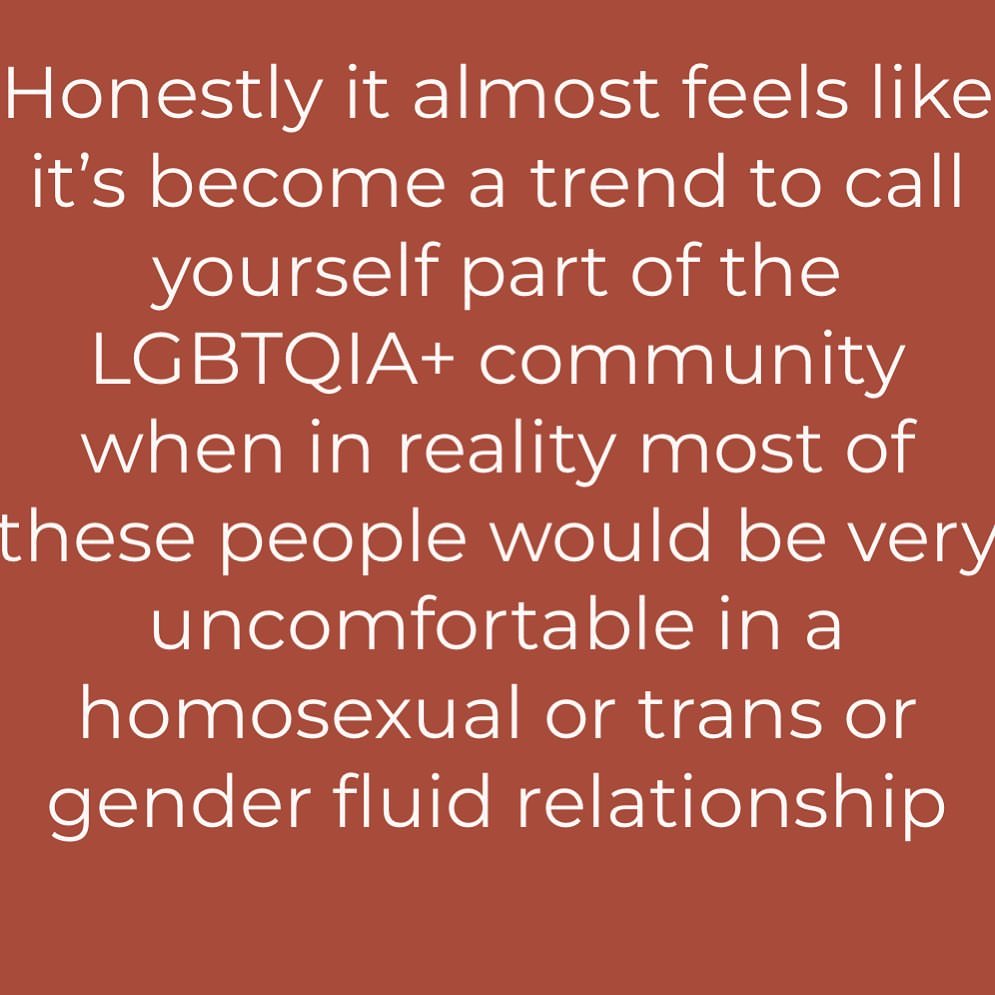 Honestly it almost feels like
it’s become a trend to call
yourself part of the
LGBTQIA+ community
when in reality most of
these people would be very
uncomfortable in a
homosexual or trans or
gender fluid relationship